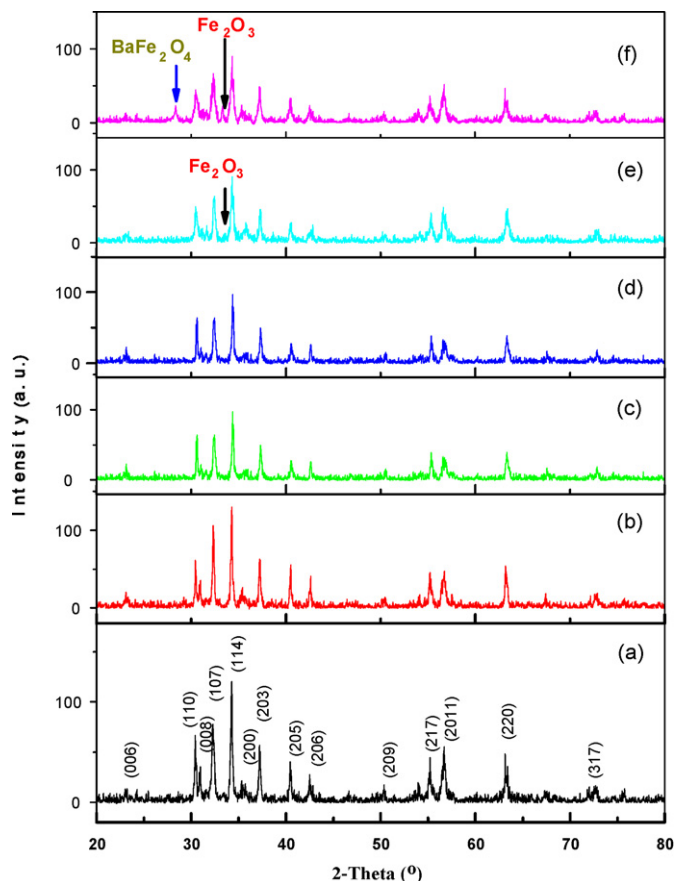 Fe2O3
BaFe2O4
(f)
100
0
Fe2O3
(e)
100
0
(d)
100
0
(c)
100
0
(b)
100
0
(a)
(114)
(107)
(110)
(008)
(203)
(200)
(205)
(206)
(217)
(2011)
(220)
(006)
(209)
(317)
100
0
20 30 40 50 60 70 80
2-Theta (º)
Intensity (a. u.)